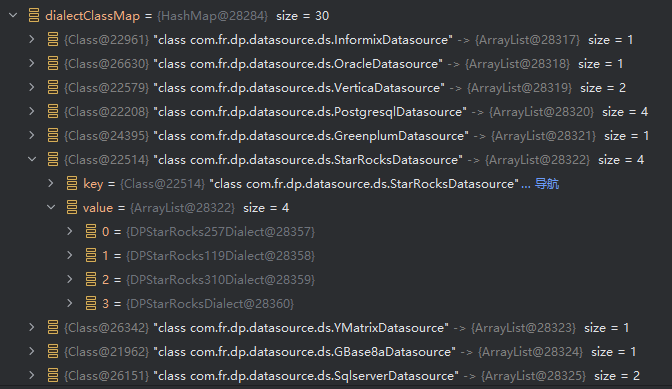 dialectClassMap = {HashMap@28284} size = 30
{Class@22961} "class com.fr.dp.datasource.ds.InformixDatasource" -> {ArrayList@28317} size = 1
{Class@26630} "class com.fr.dp.datasource.ds.OracleDatasource" -> {ArrayList@28318} size = 1
{Class@22579} "class com.fr.dp.datasource.ds.VerticaDatasource" -> {ArrayList@28319} size = 2
{Class@22208} "class com.fr.dp.datasource.ds.PostgresqlDatasource" -> {ArrayList@28320} size = 4
{Class@24395} "class com.fr.dp.datasource.ds.GreenplumDatasource" -> {ArrayList@28321} size = 1
{Class@22514} "class com.fr.dp.datasource.ds.StarRocksDatasource" -> {ArrayList@28322} size = 4
key = {Class@22514} "class com.fr.dp.datasource.ds.StarRocksDatasource" ... 导航
value = {ArrayList@28322} size = 4
0 = {DPStarRocks257Dialect@28357}
1 = {DPStarRocks119Dialect@28358}
2 = {DPStarRocks310Dialect@28359}
3 = {DPStarRocksDialect@28360}
{Class@26342} "class com.fr.dp.datasource.ds.YMatrixDatasource" -> {ArrayList@28323} size = 1
{Class@21962} "class com.fr.dp.datasource.ds.GBase8aDatasource" -> {ArrayList@28324} size = 1
{Class@26151} "class com.fr.dp.datasource.ds.SqlserverDatasource" -> {ArrayList@28325} size = 2